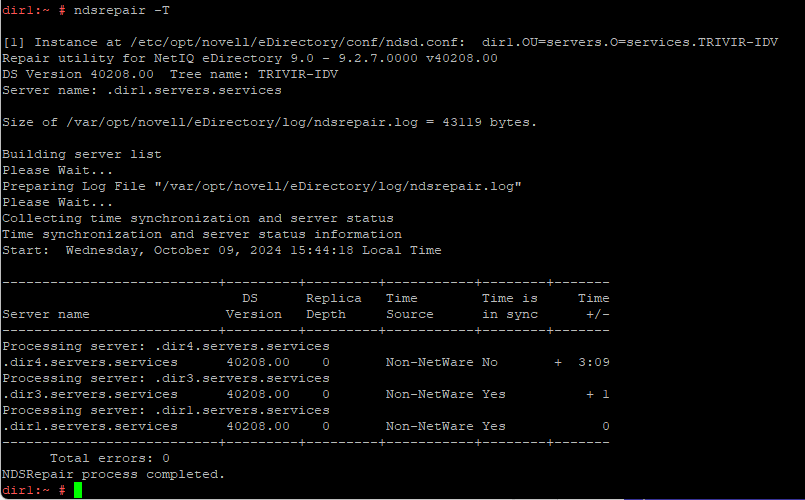 dir1:~ # ndsrepair -T
[1] Instance at /etc/opt/novell/eDirectory/conf/ndsd.conf:  dir1.OU=servers.O=services.TRIVIR-IDV
Repair utility for NetIQ eDirectory 9.0 - 9.2.7.0000 v40208.00
DS Version 40208.00  Tree name: TRIVIR-IDV
Server name: .dir1.servers.services
Size of /var/opt/novell/eDirectory/log/ndsrepair.log = 43119 bytes.
Building server list
Please Wait...
Preparing Log File "/var/opt/novell/eDirectory/log/ndsrepair.log"
Please Wait...
Collecting time synchronization and server status
Time synchronization and server status information
Start:  Wednesday, October 09, 2024 15:44:18 Local Time
---------------------------+---------+---------+-----------+--------+-------
                              DS      Replica   Time        Time is     Time
Server name                 Version   Depth     Source      in sync      +/-
---------------------------+---------+---------+-----------+--------+-------
Processing server: .dir4.servers.services
.dir4.servers.services      40208.00    0       Non-NetWare No       +  3:09
Processing server: .dir3.servers.services
.dir3.servers.services      40208.00    0       Non-NetWare Yes          + 1
Processing server: .dir1.servers.services
.dir1.servers.services      40208.00    0       Non-NetWare Yes            0
---------------------------+---------+---------+-----------+--------+-------
      Total errors: 0
NDSRepair process completed.
dir1:~ #